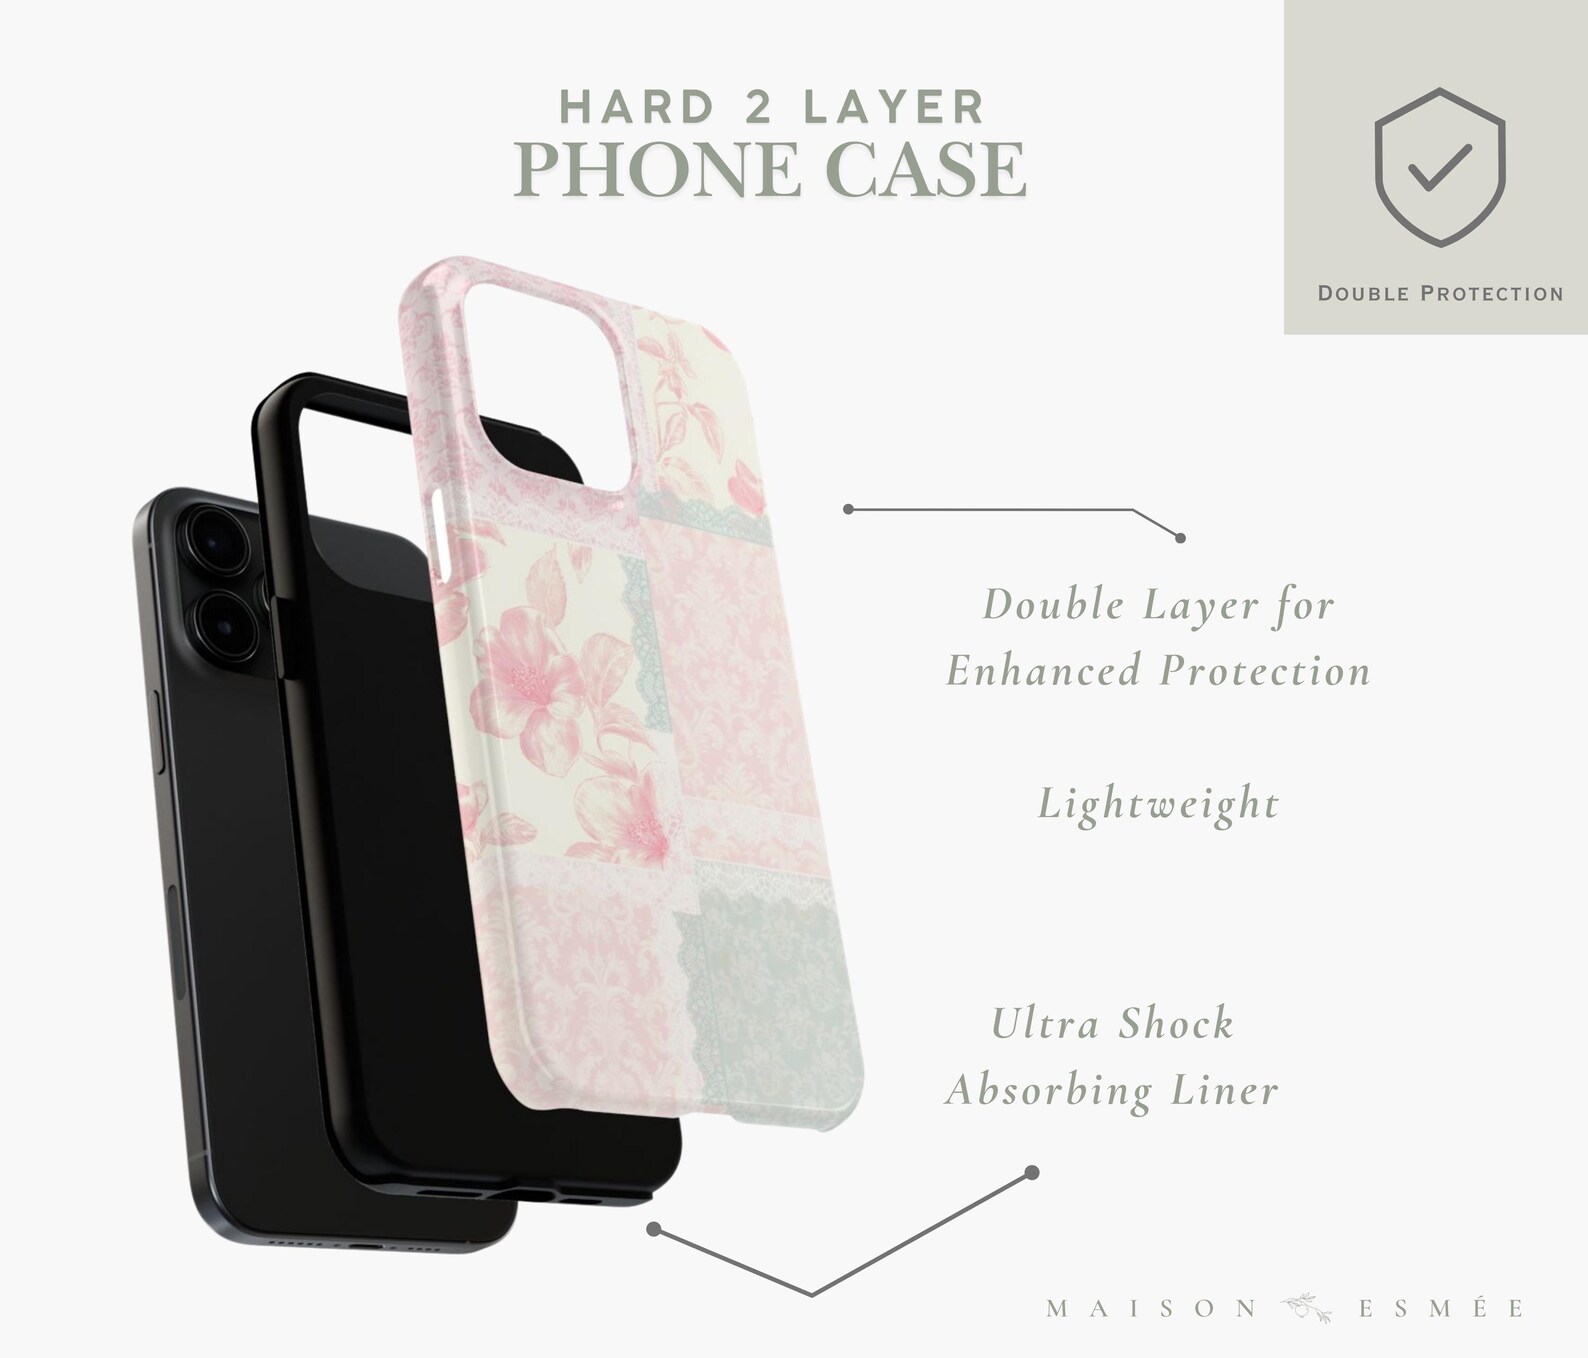 HARD 2 LAYER
PHONE CASE
DOUBLE PROTECTION
Double Layer for
Enhanced Protection
Lightweight
Ultra Shock
Absorbing Liner
MAISON ESMÉE